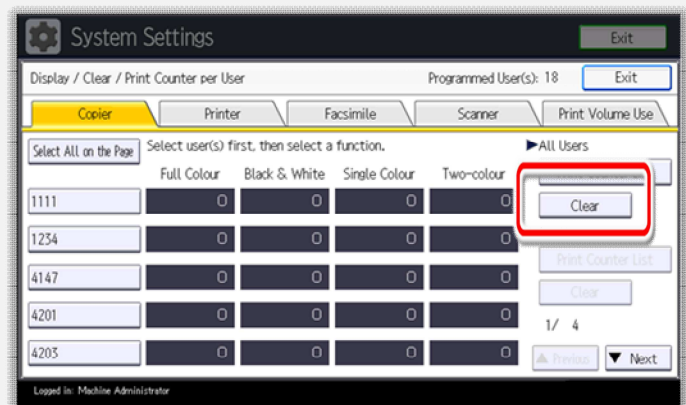 System Settings
Exit
Display / Clear / Print Counter per User
Programmed User(s): 18
Exit
Copier
Printer
Facsimile
Scanner
Print Volume Use
Select All on the Page
Select user(s) first, then select a function.
►All Users
Full Colour
Black & White
Single Colour
Two-colour
1111
0
0
0
0
Clear
1234
0
0
0
0
4147
0
0
0
0
Print Counter List
Clear
4201
0
0
0
0
1/ 4
4203
0
0
0
0
▲ Previous
▼ Next
Logged in: Machine Administrator